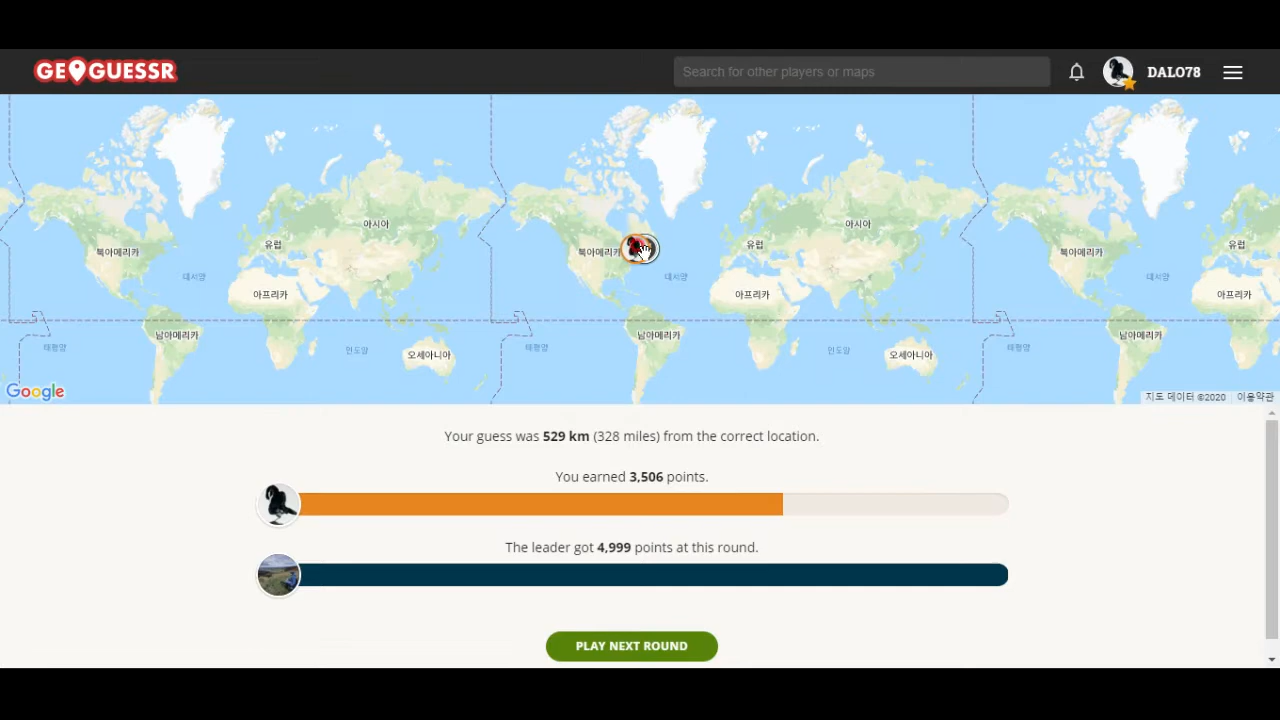 GEOGUESSR
Search for other players or maps
DALO78
아시아 아시아
북아메리카 유럽 북아메리카 유럽 유럽
대서양 대서양 대서양
아프리카 아프리카 아프리카
남아메리카 남아메리카 남아메리카
태평양 인도양 오세아니아 태평양 인도양 오세아니아 태평양
Google
지도 데이터 ©2020 이용약관
Your guess was 529 km (328 miles) from the correct location.
You earned 3,506 points.
The leader got 4,999 points at this round.
PLAY NEXT ROUND